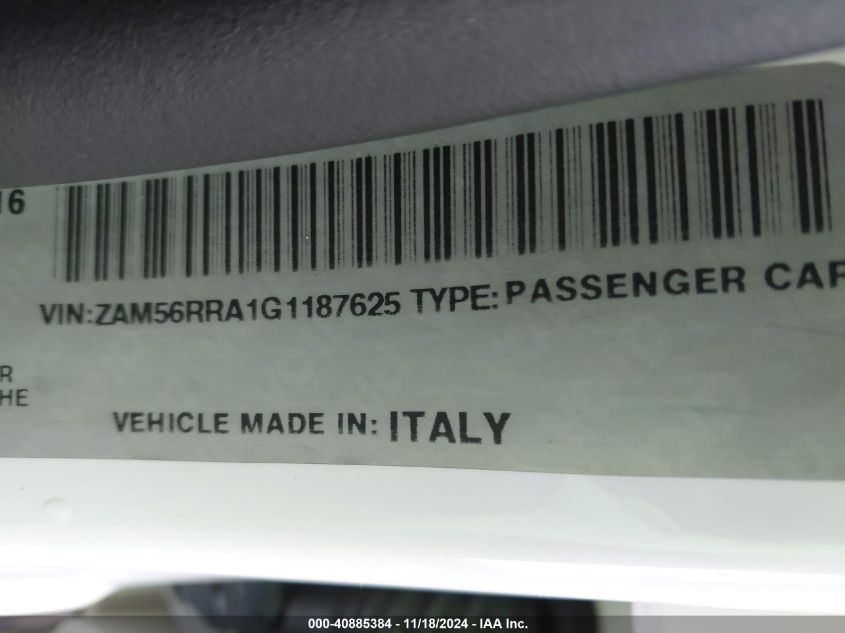 16
VIN:ZAM56RRA1G1187625 TYPE: PASSENGER CAR
R
HE
VEHICLE MADE IN: ITALY
000-40885384 - 11/18/2024 - IAA Inc.